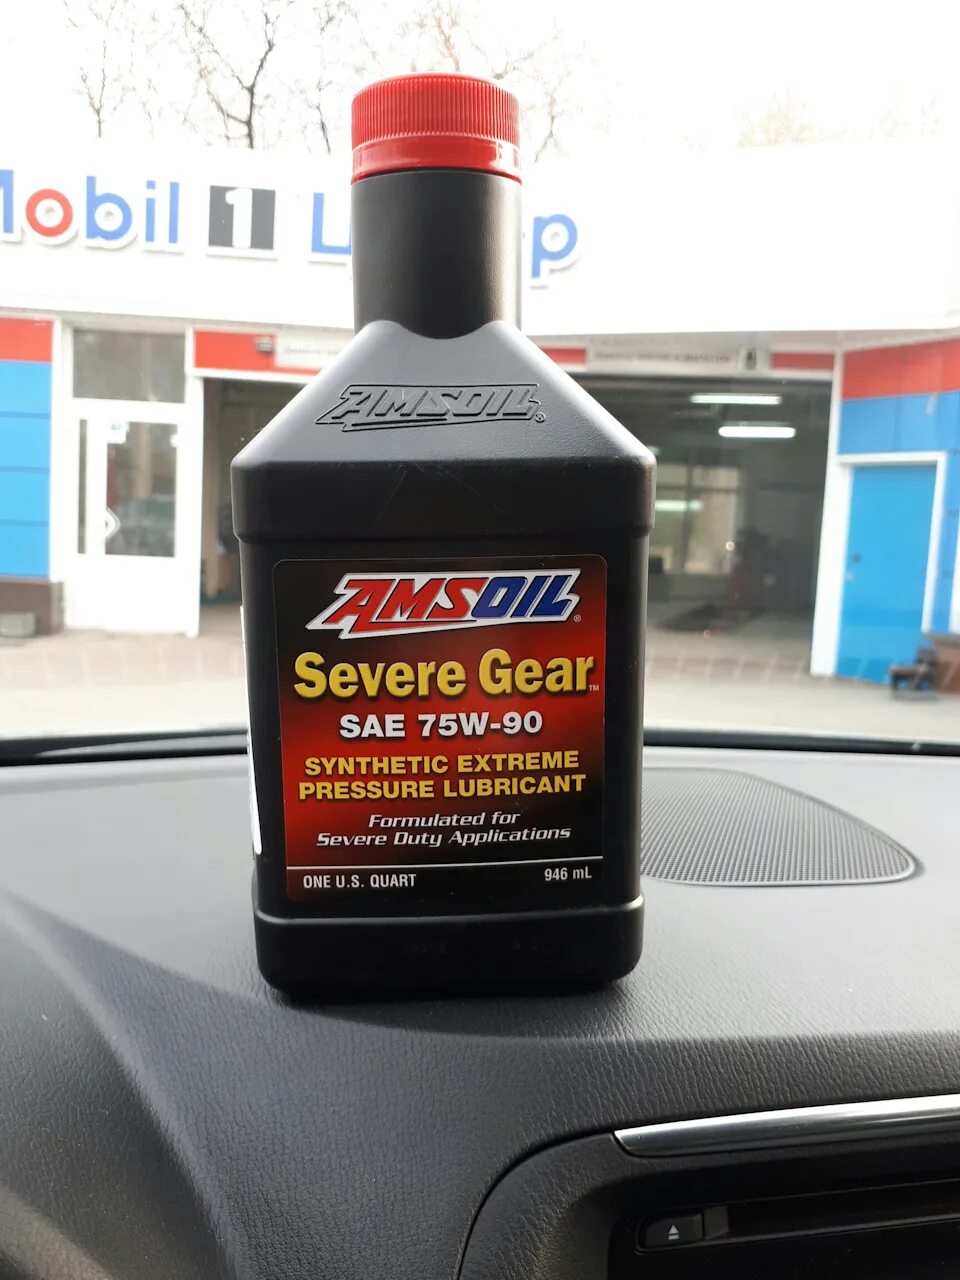 Mobil 1 L p
AMSOIL®
AMSOIL®
Severe Gear™
SAE 75W-90
SYNTHETIC EXTREME
PRESSURE LUBRICANT
Formulated for
Severe Duty Applications
ONE U.S. QUART 946 mL